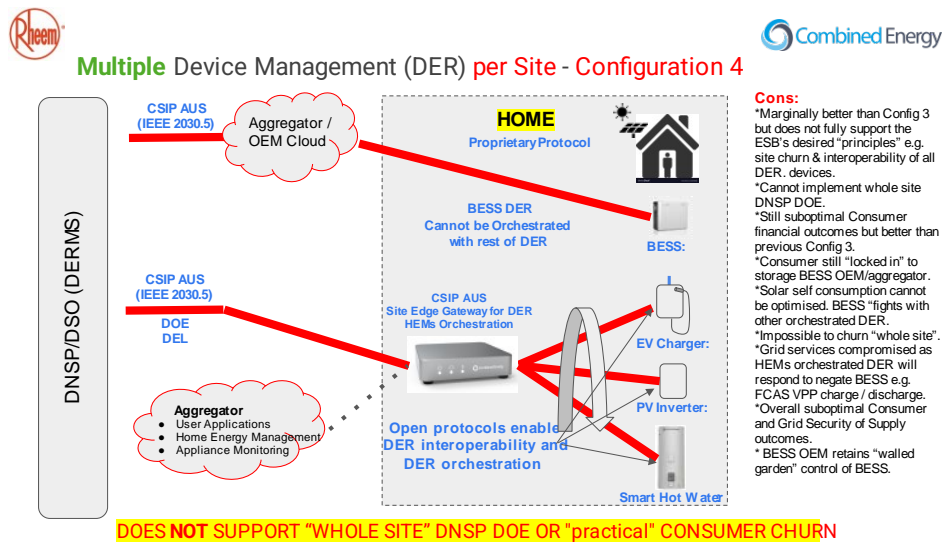 Rheem
Combined Energy
Multiple Device Management (DER) per Site - Configuration 4
DNSP/DSO (DERMS)
CSIP AUS
(IEEE 2030.5)
Aggregator /
OEM Cloud
HOME
Proprietary Protocol
BESS DER
Cannot be Orchestrated
with rest of DER
BESS:
CSIP AUS
(IEEE 2030.5)
DOE
DEL
CSIP AUS
Site Edge Gateway for DER
HEMs Orchestration
EV Charger:
PV Inverter:
Aggregator
● User Applications
● Home Energy Management
● Appliance Monitoring
Open protocols enable
DER interoperability and
DER orchestration
Smart Hot Water
Cons:
*Marginally better than Config 3
but does not fully support the
ESB's desired “principles” e.g.
site churn & interoperability of all
DER. devices.
*Cannot implement whole site
DNSP DOE.
*Still suboptimal Consumer
financial outcomes but better than
previous Config 3.
*Consumer still “locked in” to
storage BESS OEM/aggregator.
*Solar self consumption cannot
be optimised. BESS “fights with
other orchestrated DER.
*Impossible to churn “whole site”.
*Grid services compromised as
HEMs orchestrated DER will
respond to negate BESS e.g.
FCAS VPP charge / discharge.
*Overall suboptimal Consumer
and Grid Security of Supply
outcomes.
* BESS OEM retains “walled
garden” control of BESS.
DOES NOT SUPPORT “WHOLE SITE” DNSP DOE OR "practical" CONSUMER CHURN